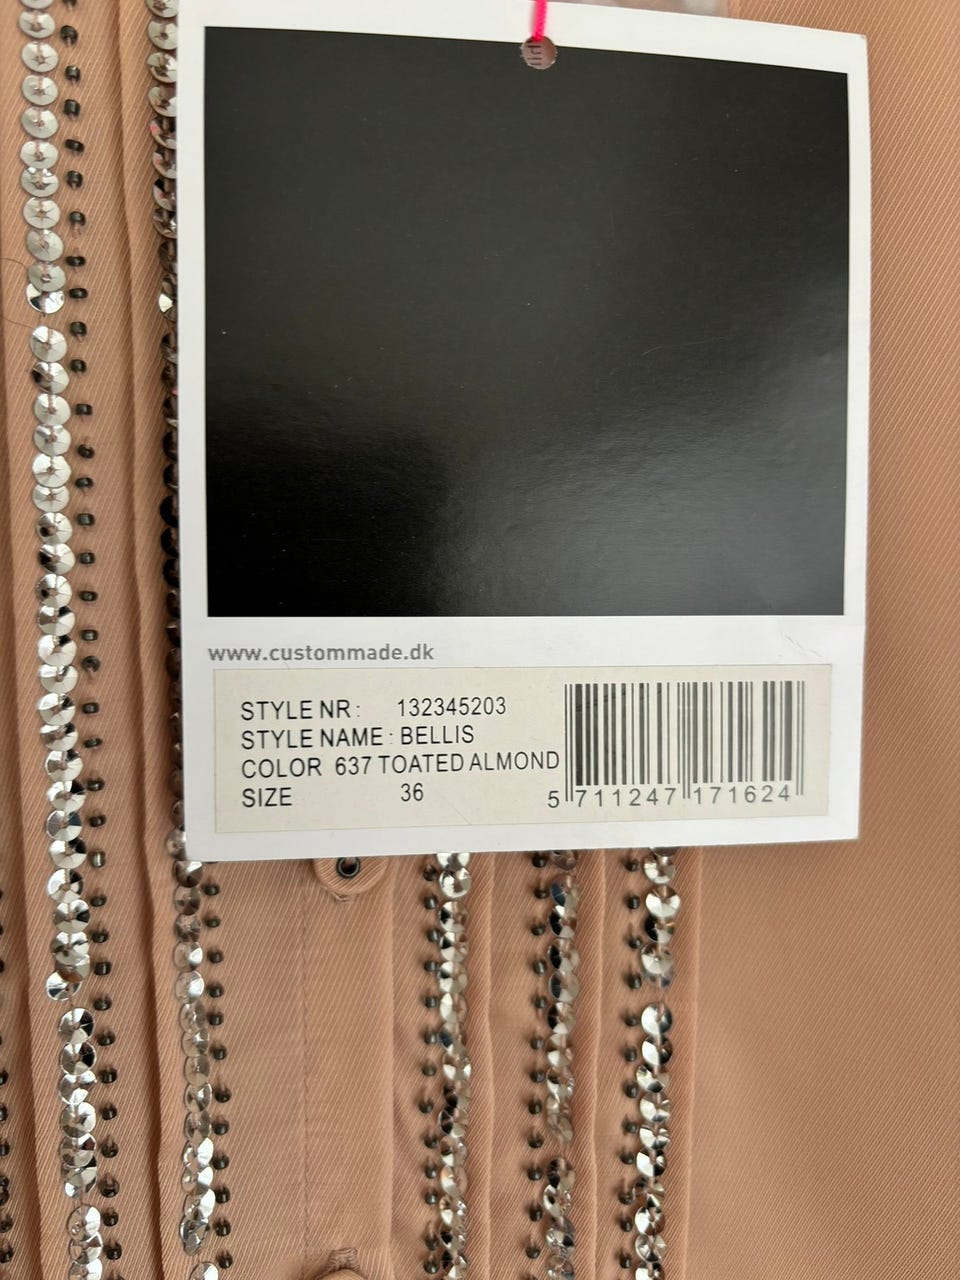 www.custommade.dk
STYLE NR: 132345203
STYLE NAME : BELLIS
COLOR 637 TOATED ALMOND
SIZE 36
5 711247 171624